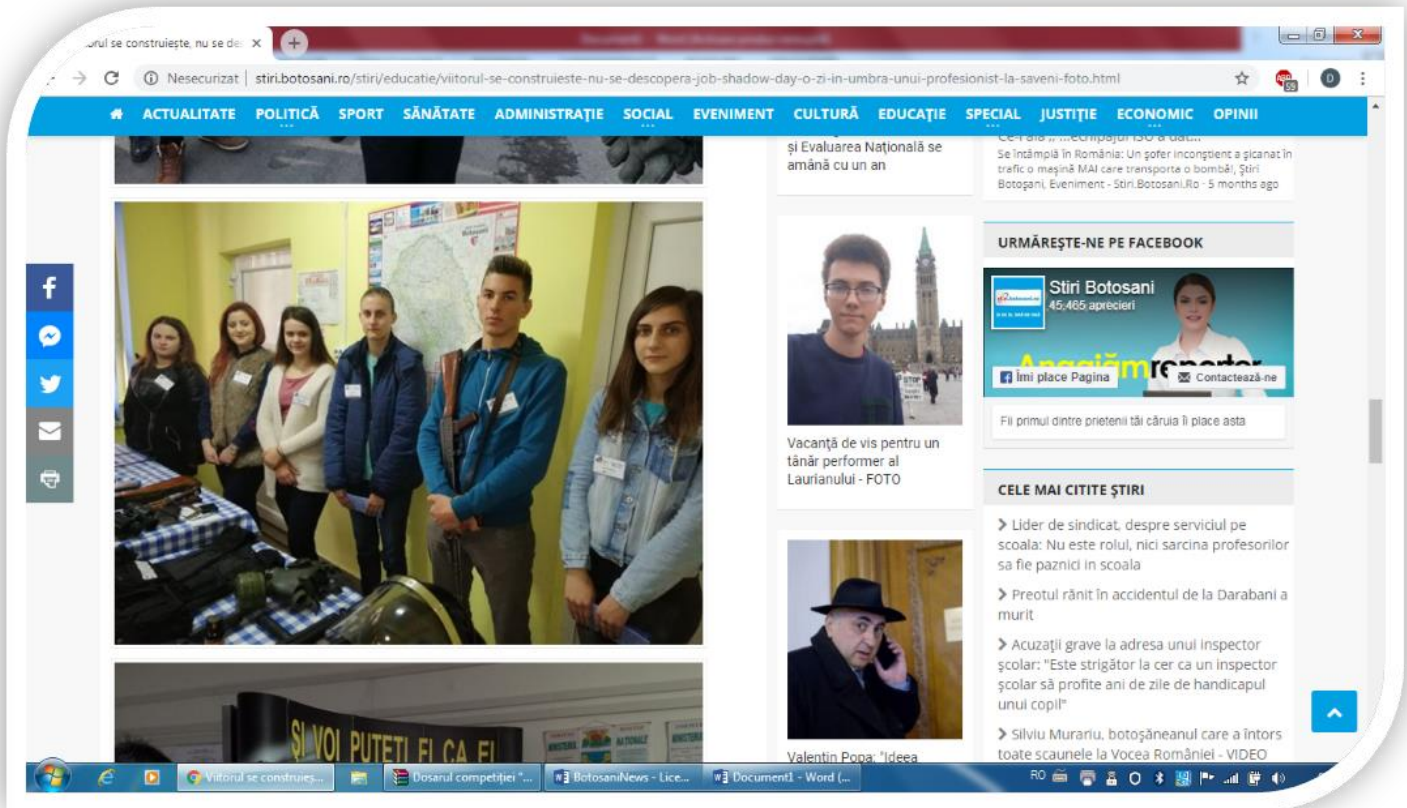 orul se construiește, nu se de
Nesecurizat | stiri.botosani.ro/stiri/educatie/viitorul-se-construieste-nu-se-descopera-job-shadow-day-o-zi-in-umbra-unui-profesionist-la-saveni-foto.html
ABP
59
D
ACTUALITATE POLITICĂ SPORT SĂNĂTATE ADMINISTRAȚIE SOCIAL EVENIMENT CULTURĂ EDUCAȚIE SPECIAL JUSTIȚIE ECONOMIC OPINII
și Evaluarea Națională se
amână cu un an
Se întâmplă în România: Un șofer inconștient a șicanat în
trafic o mașină MAI care transporta o bombă!, Știri
Botoșani, Eveniment - Stiri.Botosani.Ro - 5 months ago
Botoșani
Vacanţă de vis pentru un
tânăr performer al
Laurianului - FOTO
STOP
URMĂREȘTE-NE PE FACEBOOK
Stiri Botosani
45.465 aprecieri
Angajăm reporter
Îmi place Pagina
Contactează-ne
Fii primul dintre prietenii tăi căruia îi place asta
CELE MAI CITITE ȘTIRI
Lider de sindicat, despre serviciul pe
scoala: Nu este rolul, nici sarcina profesorilor
sa fie paznici in scoala
Preotul rănit în accidentul de la Darabani a
murit
Acuzații grave la adresa unui inspector
școlar: "Este strigător la cer ca un inspector
școlar să profite ani de zile de handicapul
unui copil"
Silviu Murariu, botoșăneanul care a întors
toate scaunele la Vocea României - VIDEO
ȘI VOI PUTEȚI FI CA EI
Valentin Popa: "Ideea
Viitorul se construieș...
Dosarul competiției "...
BotosaniNews - Lice...
Document1 - Word (...
RO